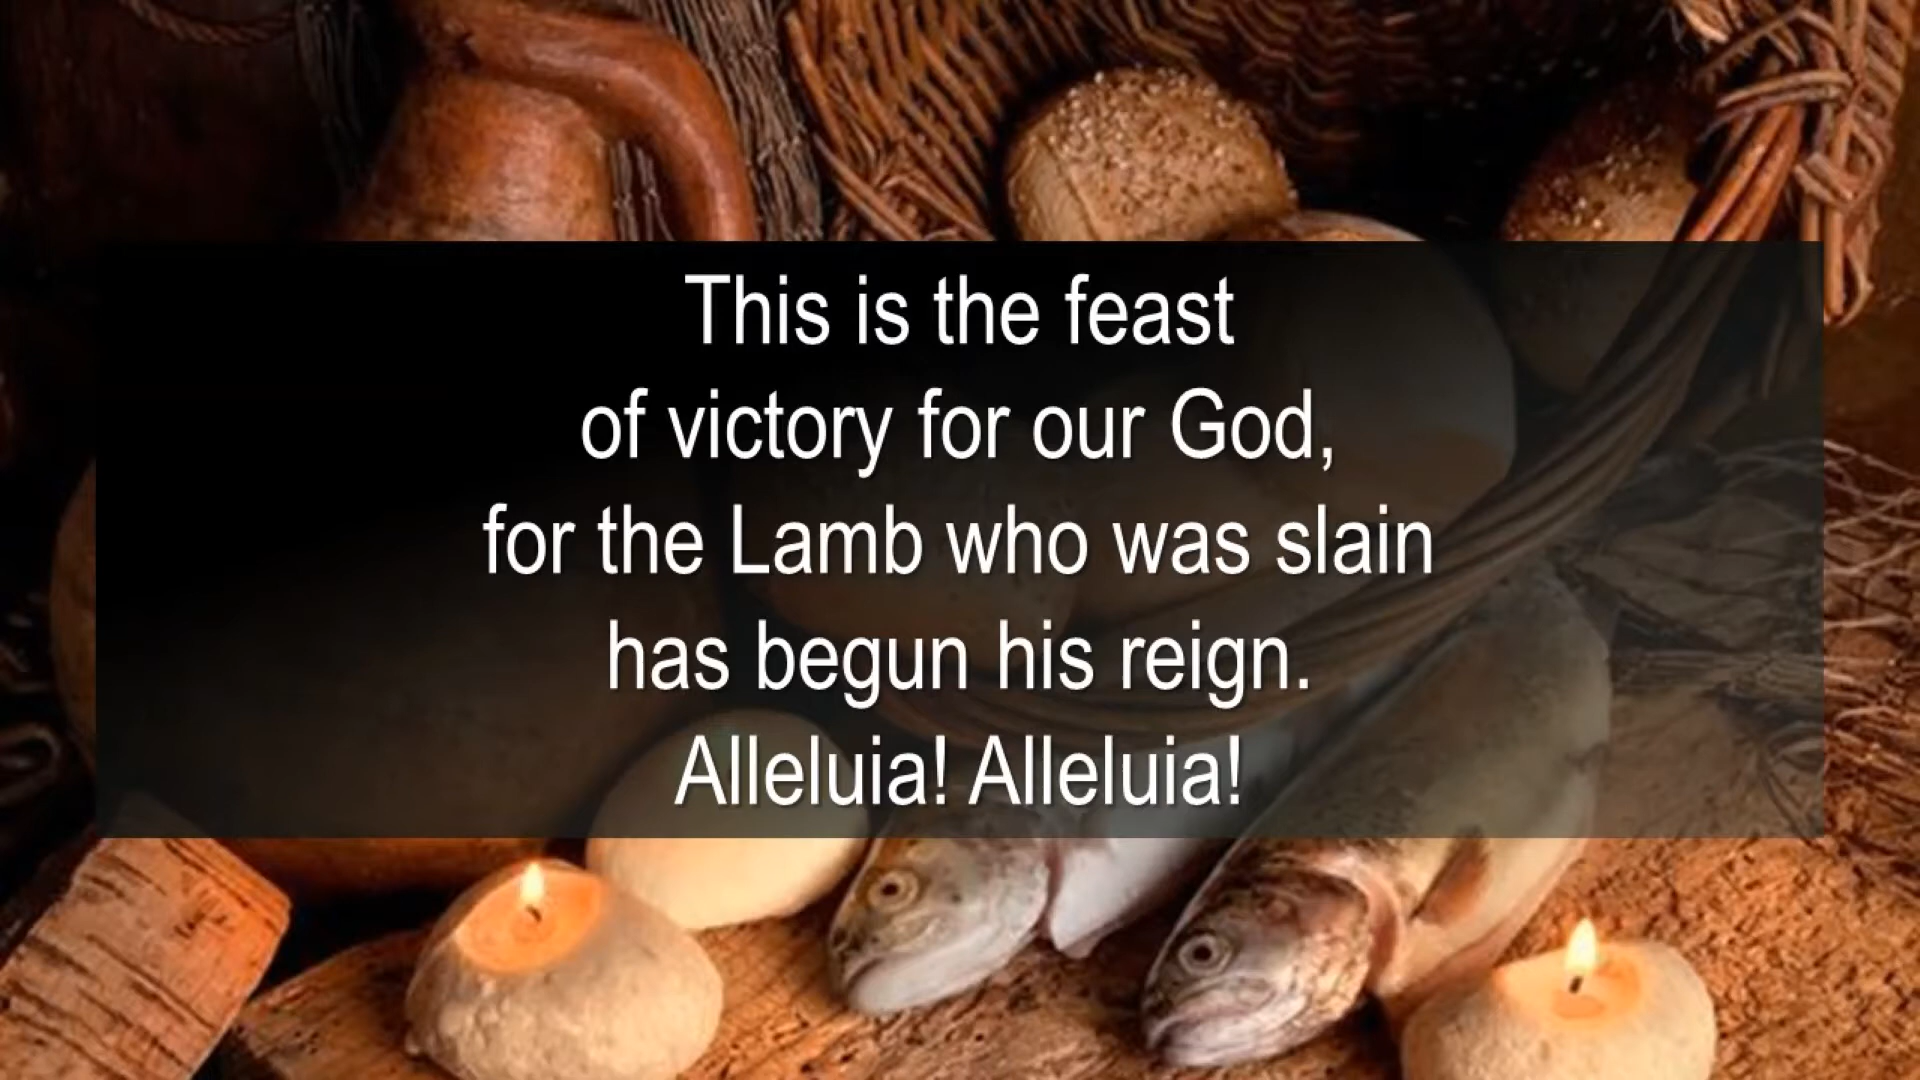 This is the feast
of victory for our God,
for the Lamb who was slain
has begun his reign.
Alleluia! Alleluia!